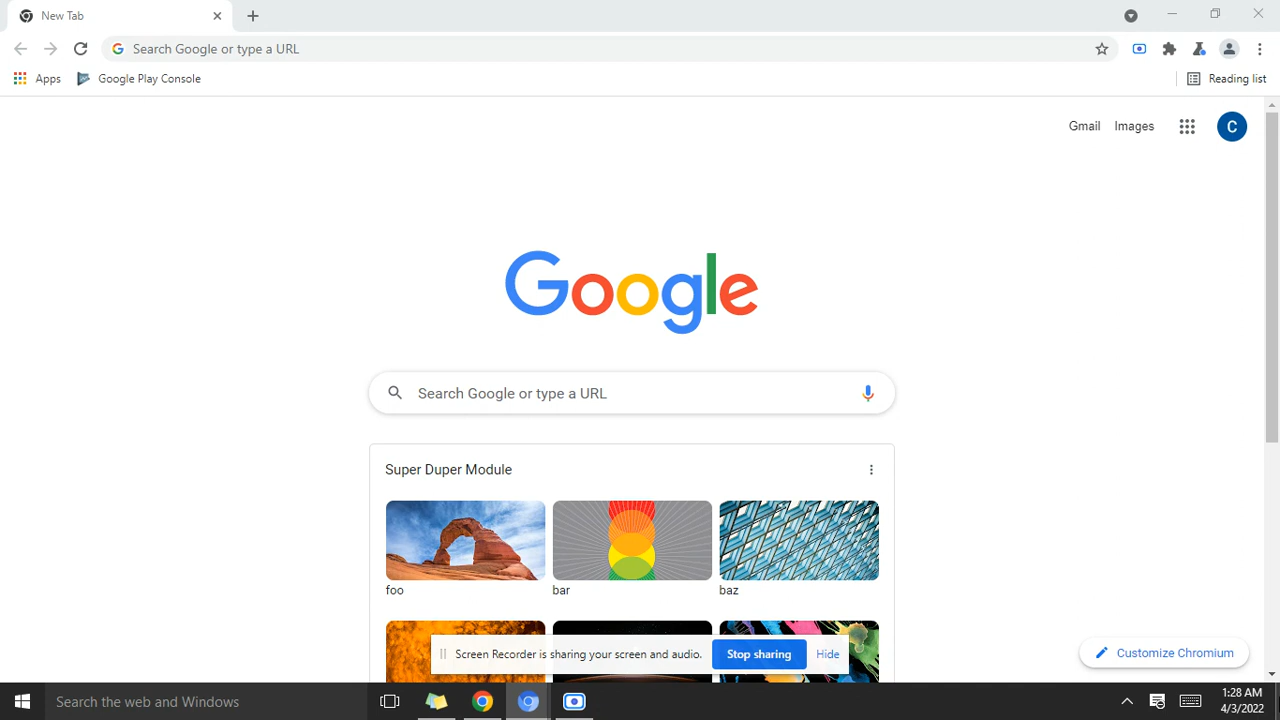 New Tab
Search Google or type a URL
Apps
Google Play Console
Reading list
Gmail
Images
C
Google
Search Google or type a URL
Super Duper Module
foo
bar
baz
Screen Recorder is sharing your screen and audio.
Stop sharing
Hide
Customize Chromium
Search the web and Windows
1:28 AM
4/3/2022